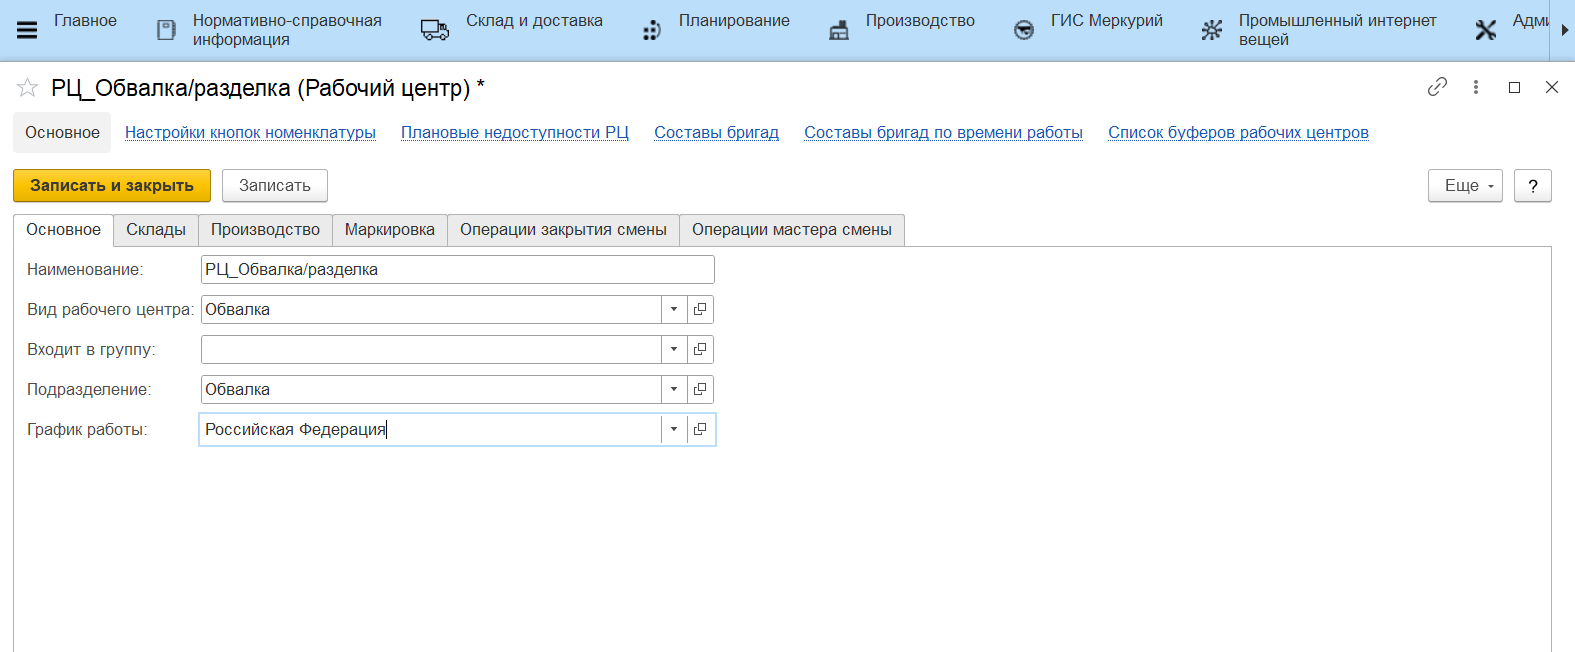 Главное
Нормативно-справочная
информация
Склад и доставка
Планирование
Производство
ГИС Меркурий
Промышленный интернет
вещей
Адми
РЦ_Обвалка/разделка (Рабочий центр) *
Основное
Настройки кнопок номенклатуры
Плановые недоступности РЦ
Составы бригад
Составы бригад по времени работы
Список буферов рабочих центров
Записать и закрыть
Записать
Еще
?
Основное
Склады
Производство
Маркировка
Операции закрытия смены
Операции мастера смены
Наименование: РЦ_Обвалка/разделка
Вид рабочего центра: Обвалка
Входит в группу:
Подразделение: Обвалка
График работы: Российская Федерация